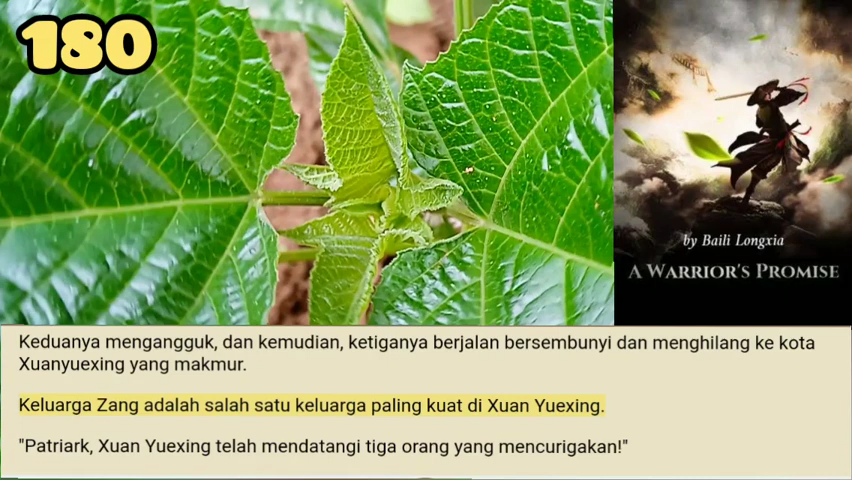 180
by Baili Longxia
A WARRIOR'S PROMISE
Keduanya mengangguk, dan kemudian, ketiganya berjalan bersembunyi dan menghilang ke kota
Xuanyuexing yang makmur.
Keluarga Zang adalah salah satu keluarga paling kuat di Xuan Yuexing.
"Patriark, Xuan Yuexing telah mendatangi tiga orang yang mencurigakan!"